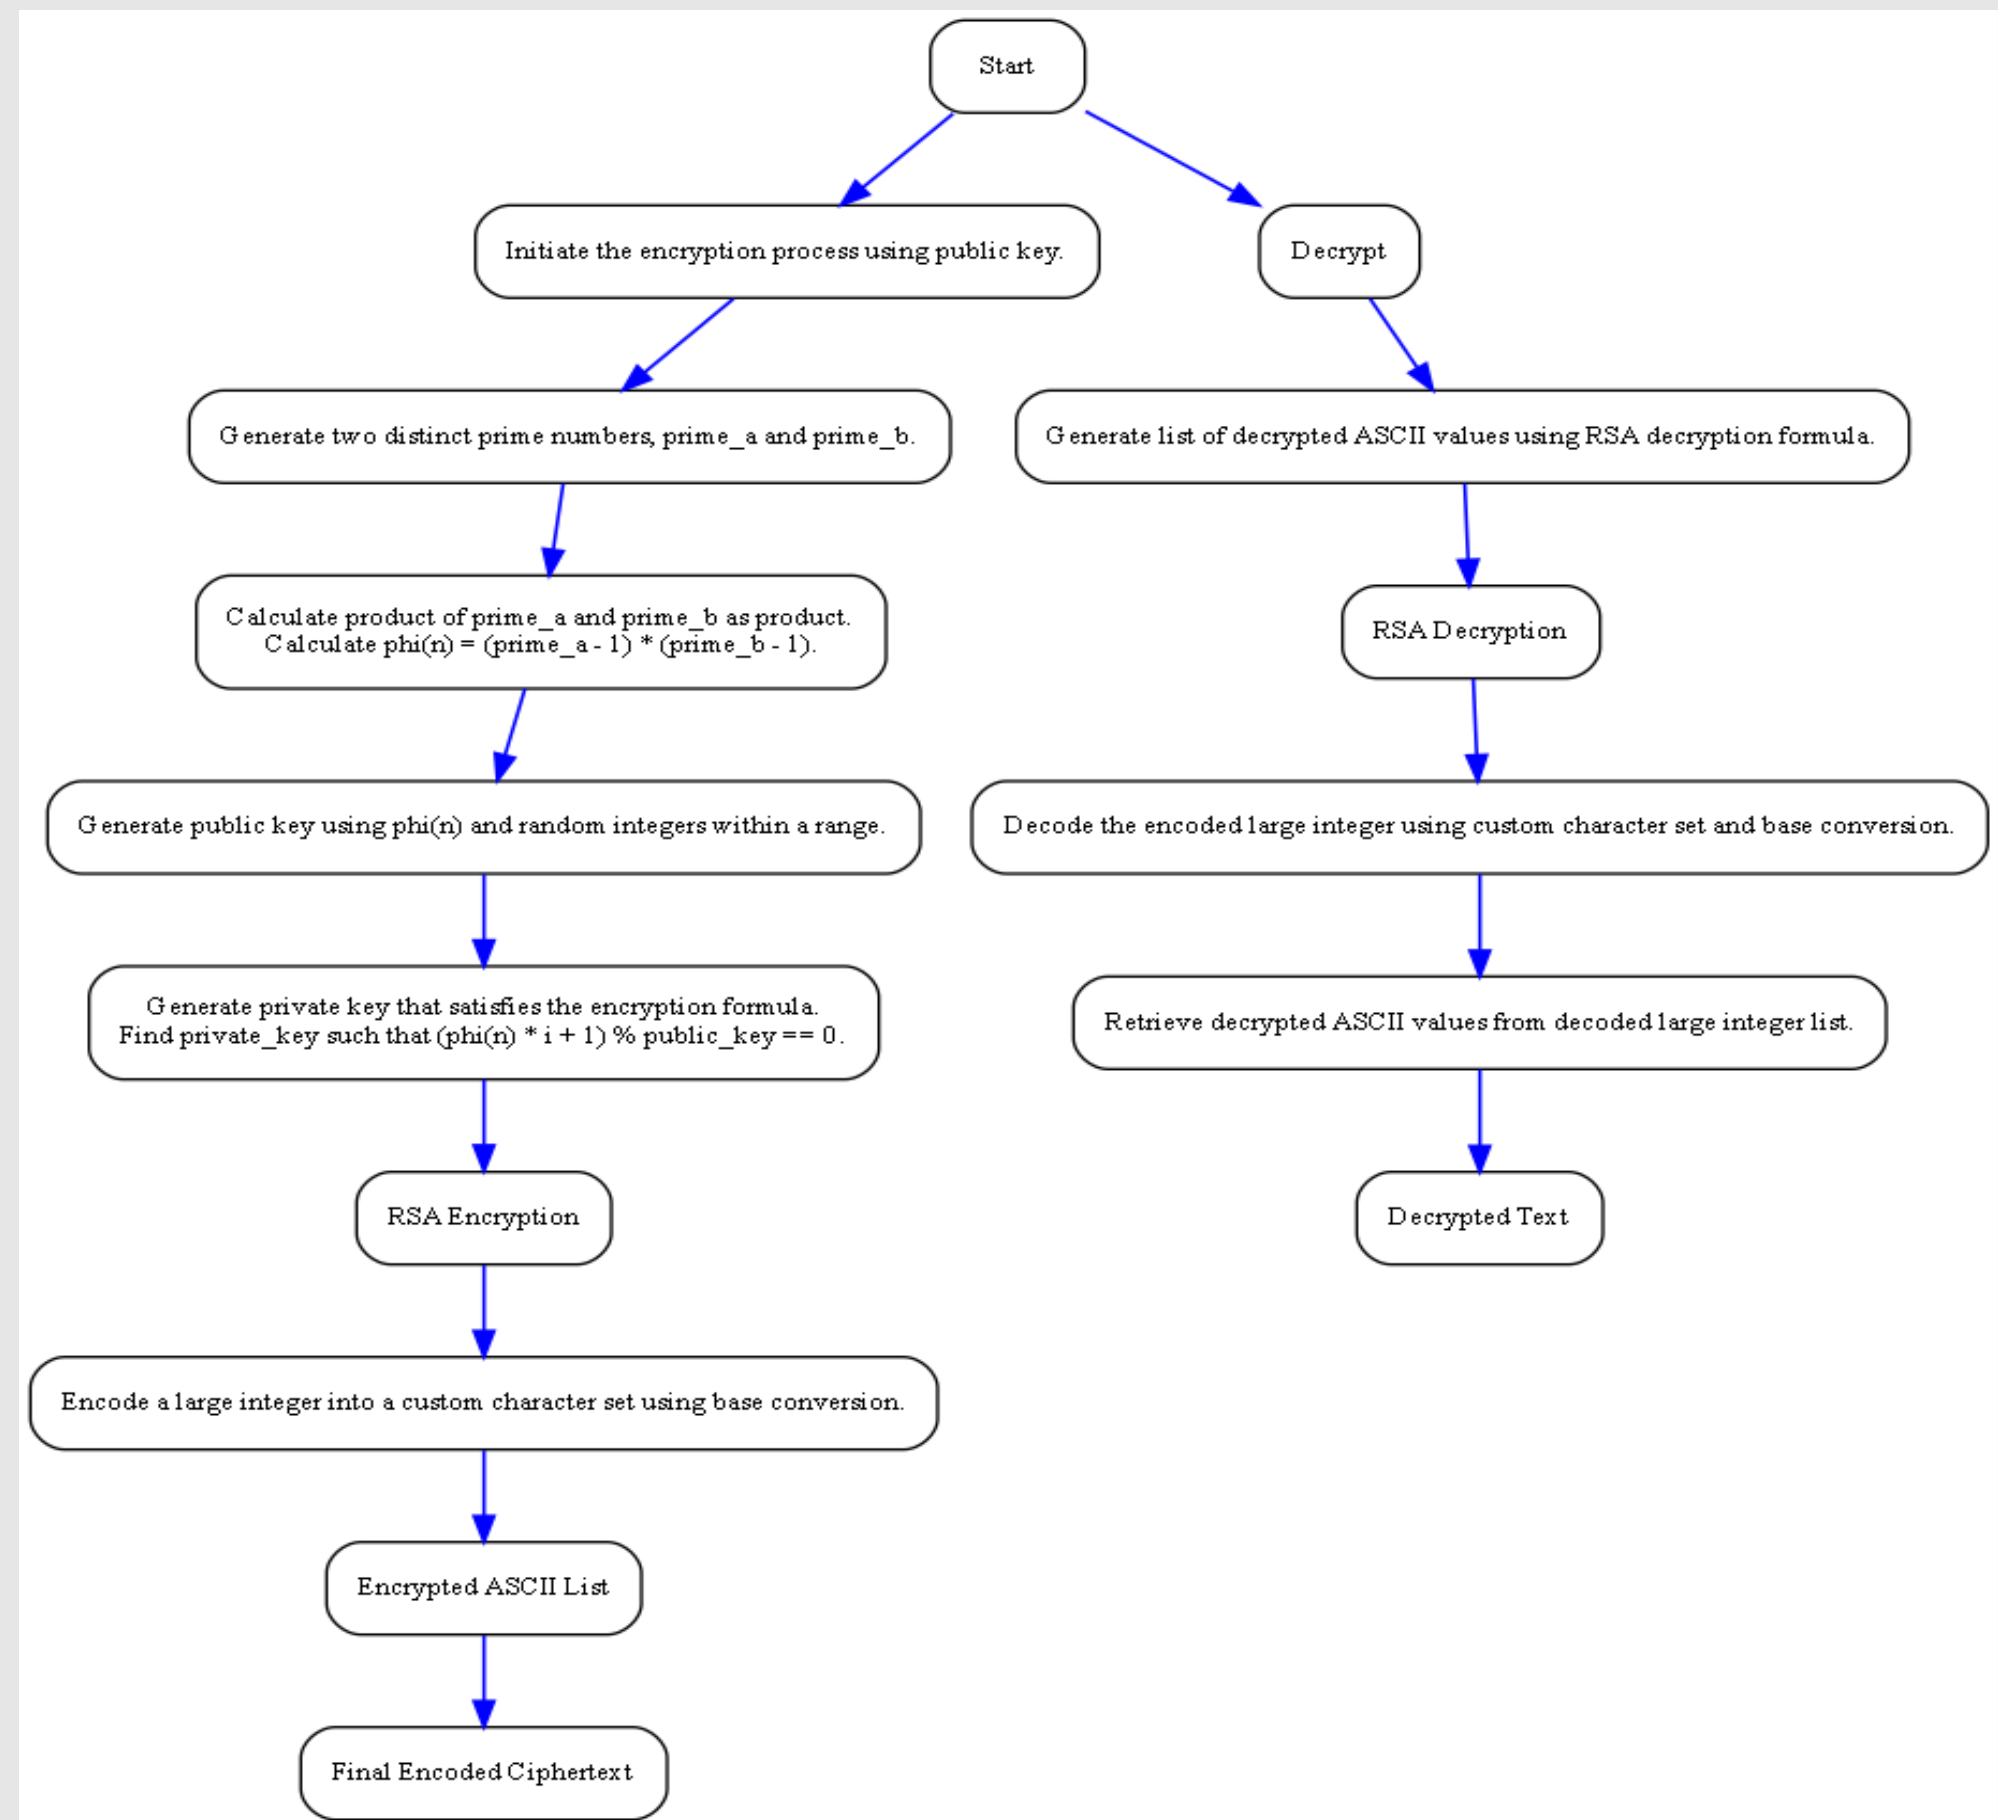 Start
Initiate the encryption process using public key.
Decrypt
Generate two distinct prime numbers, prime_a and prime_b.
Generate list of decrypted ASCII values using RSA decryption formula.
Calculate product of prime_a and prime_b as product.
Calculate phi(n) = (prime_a - 1) * (prime_b - 1).
RSA Decryption
Generate public key using phi(n) and random integers within a range.
Decode the encoded large integer using custom character set and base conversion.
Generate private key that satisfies the encryption formula.
Find private_key such that (phi(n) * i + 1) % public_key == 0.
Retrieve decrypted ASCII values from decoded large integer list.
RSA Encryption
Decrypted Text
Encode a large integer into a custom character set using base conversion.
Encrypted ASCII List
Final Encoded Ciphertext